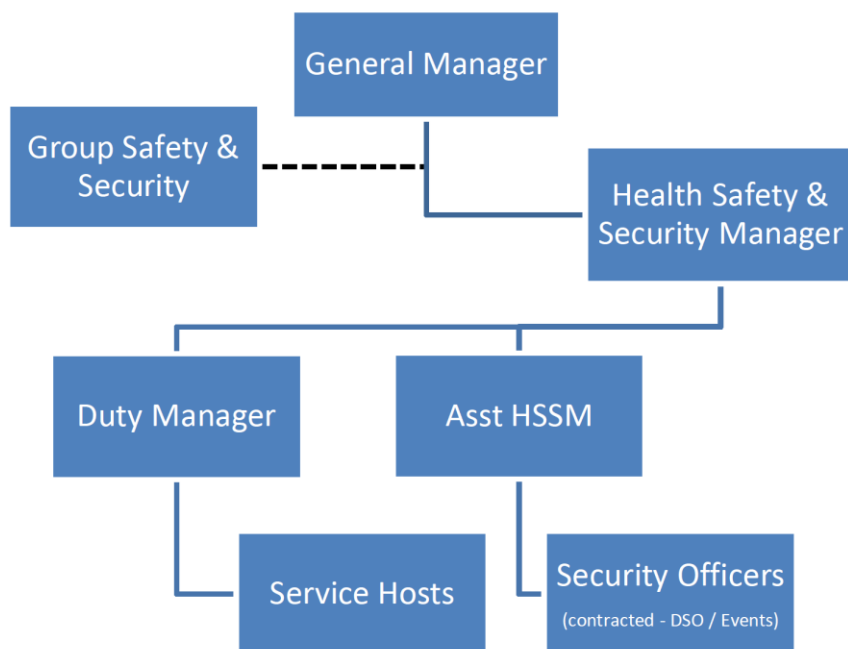 General Manager
Group Safety &
Security
Health Safety &
Security Manager
Duty Manager
Asst HSSM
Service Hosts
Security Officers
(contracted - DSO / Events)